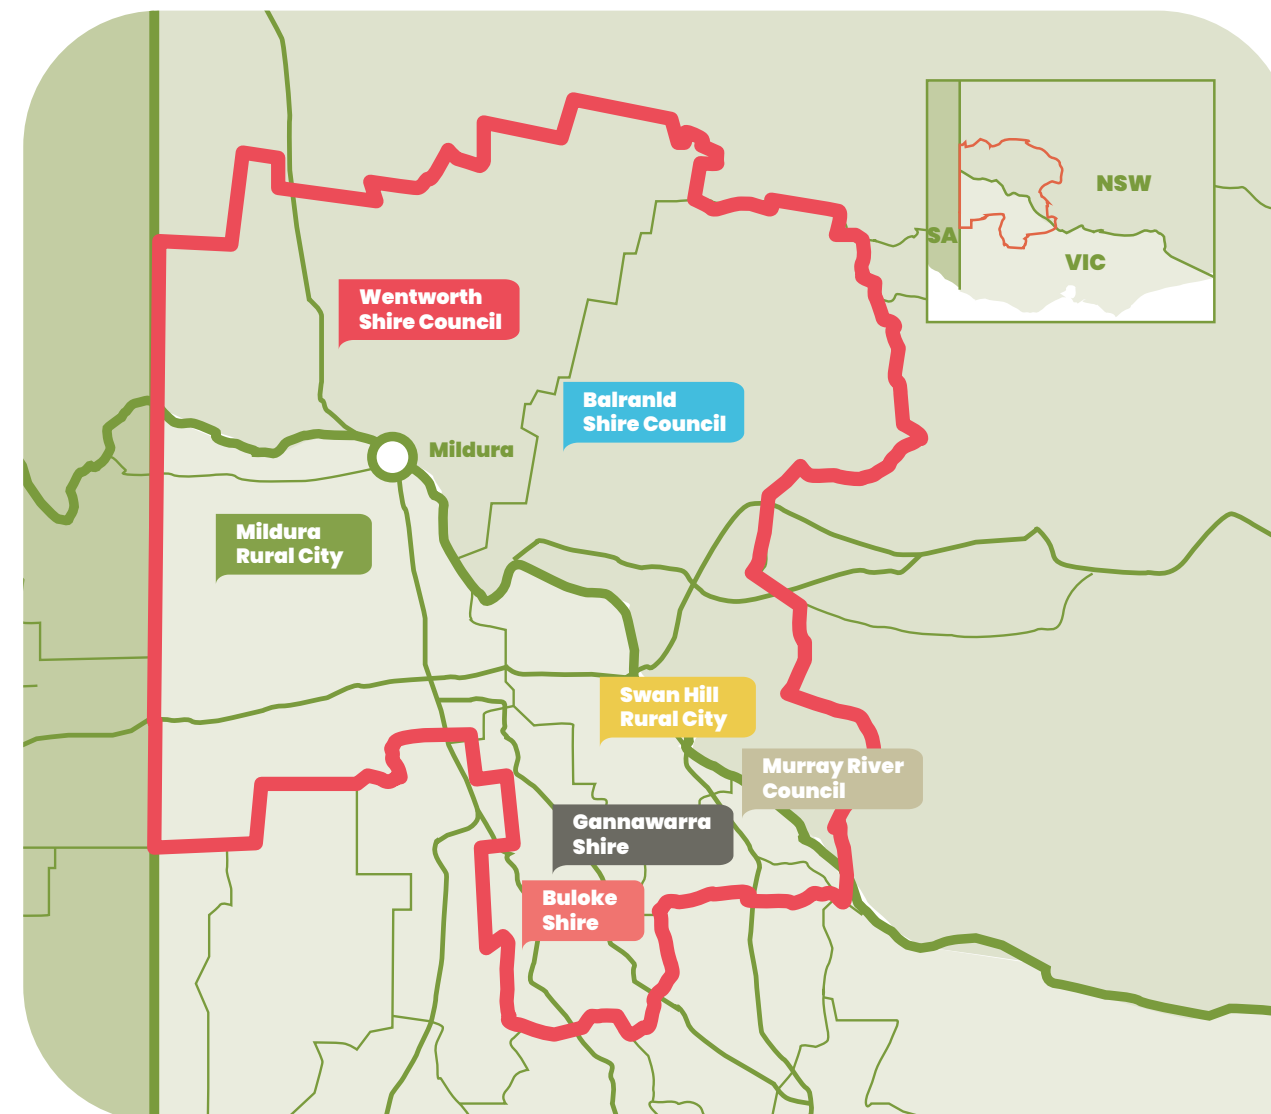 NSW
SA
VIC
Wentworth
Shire Council
Balranld
Shire Council
Mildura
Mildura
Rural City
Swan Hill
Rural City
Murray River
Council
Gannawarra
Shire
Buloke
Shire